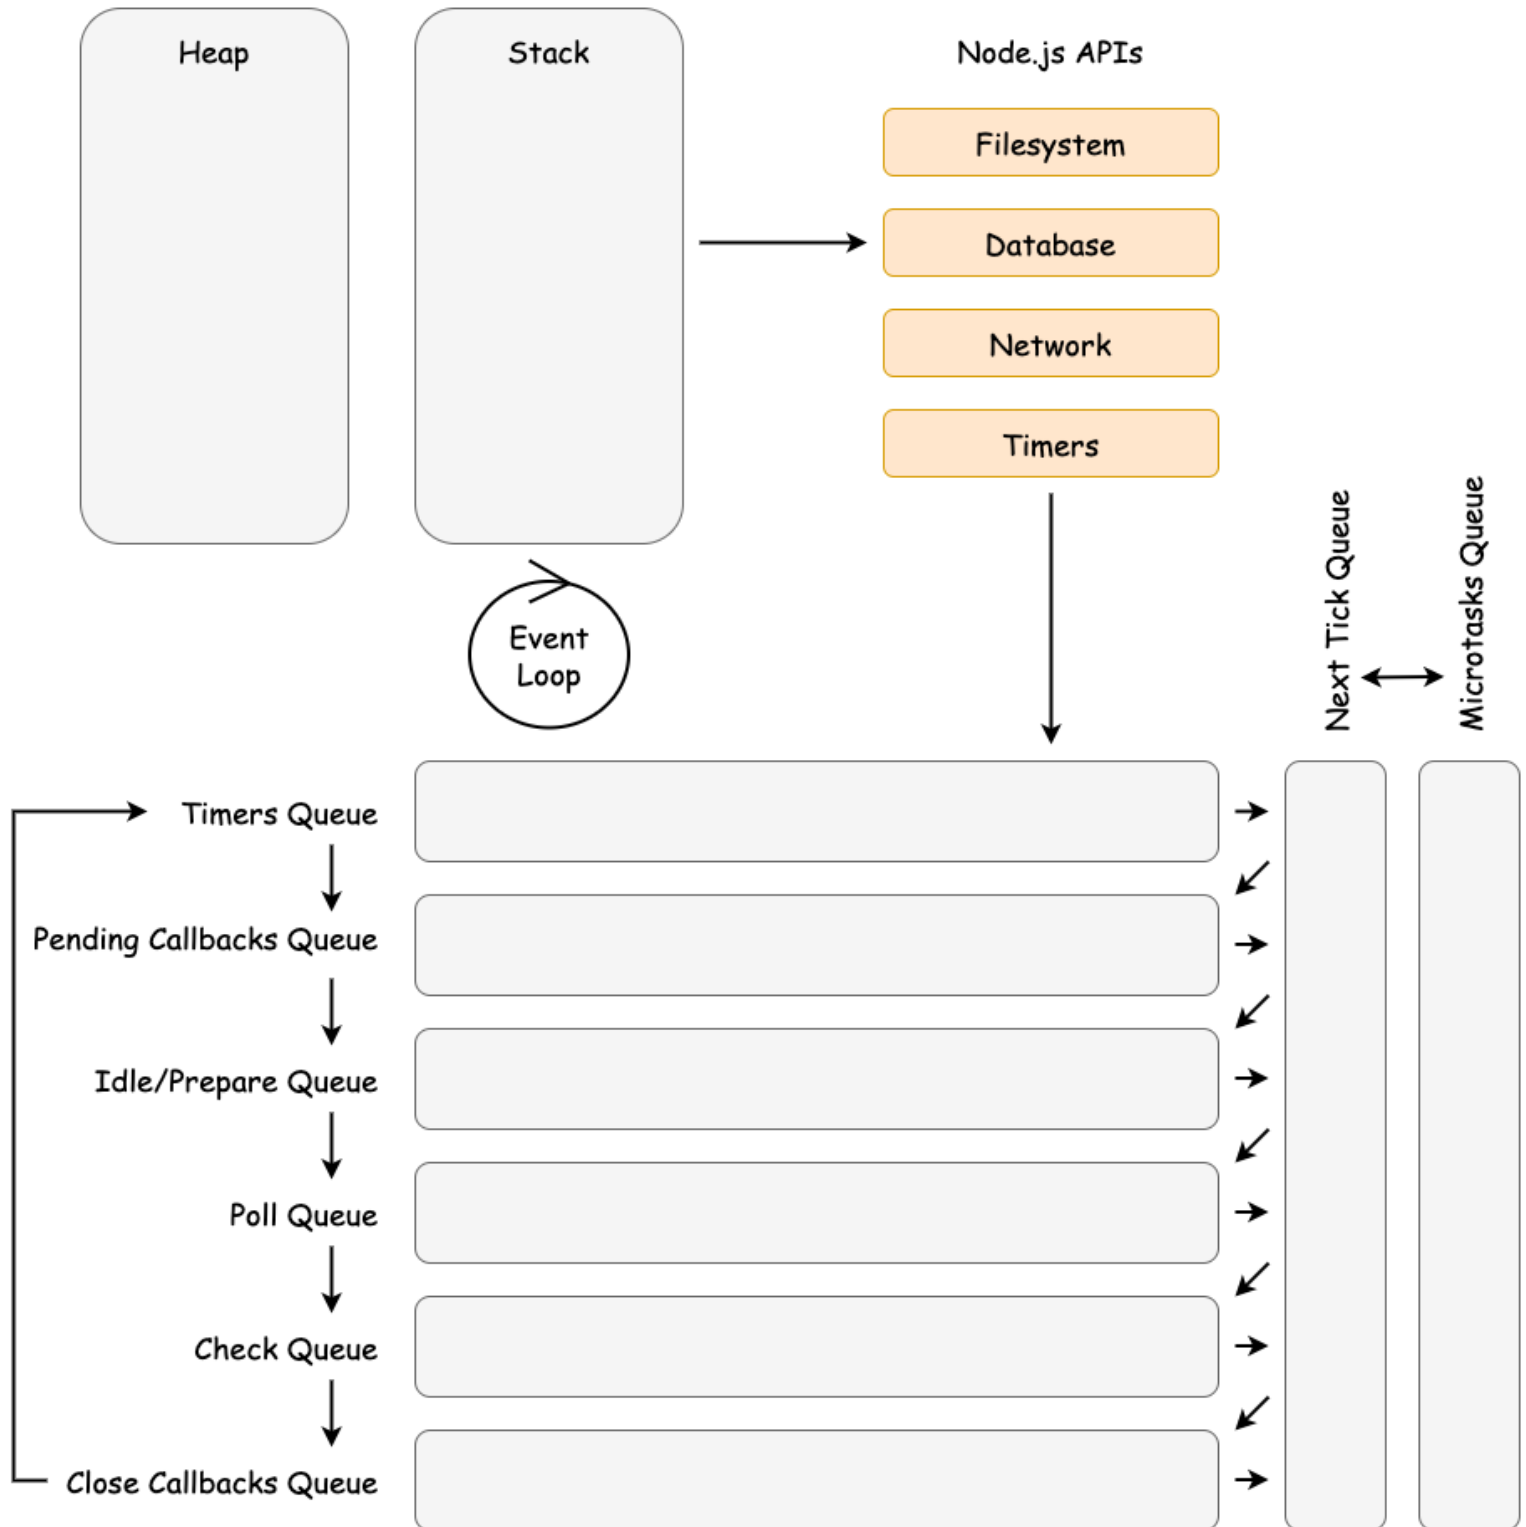 Heap
Stack
Node.js APIs
Filesystem
Database
Network
Timers
Next Tick Queue
Microtasks Queue
Event
Loop
Timers Queue
Pending Callbacks Queue
Idle/Prepare Queue
Poll Queue
Check Queue
Close Callbacks Queue